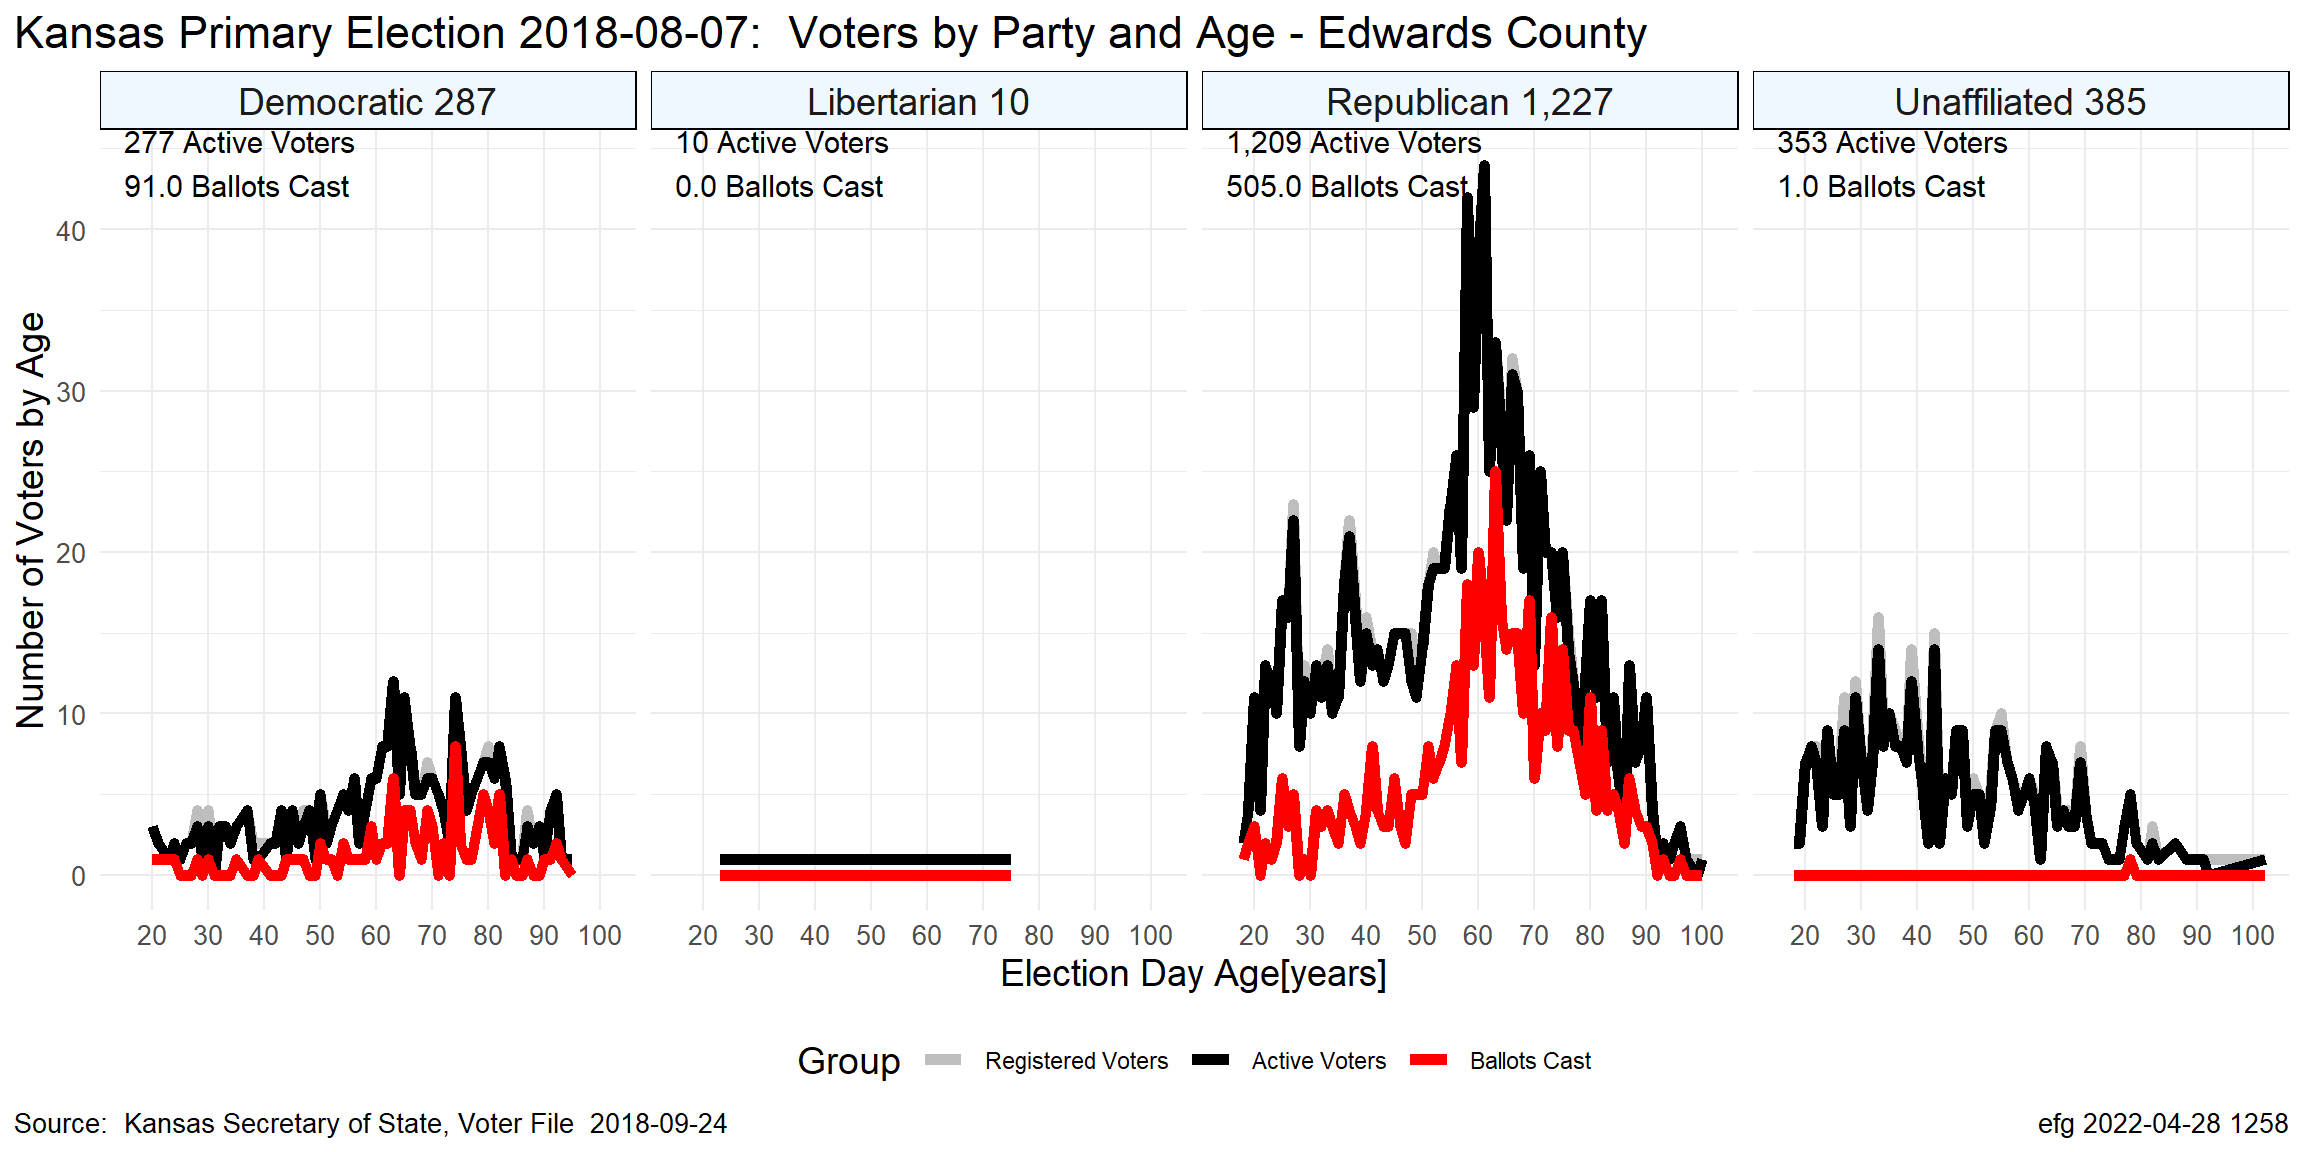 Kansas Primary Election 2018-08-07:  Voters by Party and Age - Edwards County
Democratic 287
Libertarian 10
Republican 1,227
Unaffiliated 385
277 Active Voters
91.0 Ballots Cast
10 Active Voters
0.0 Ballots Cast
1,209 Active Voters
505.0 Ballots Cast
353 Active Voters
1.0 Ballots Cast
Number of Voters by Age
40
30
20
10
0
20 30 40 50 60 70 80 90 100
20 30 40 50 60 70 80 90 100
20 30 40 50 60 70 80 90 100
20 30 40 50 60 70 80 90 100
Election Day Age[years]
Group Registered Voters Active Voters Ballots Cast
Source:  Kansas Secretary of State, Voter File  2018-09-24
efg 2022-04-28 1258